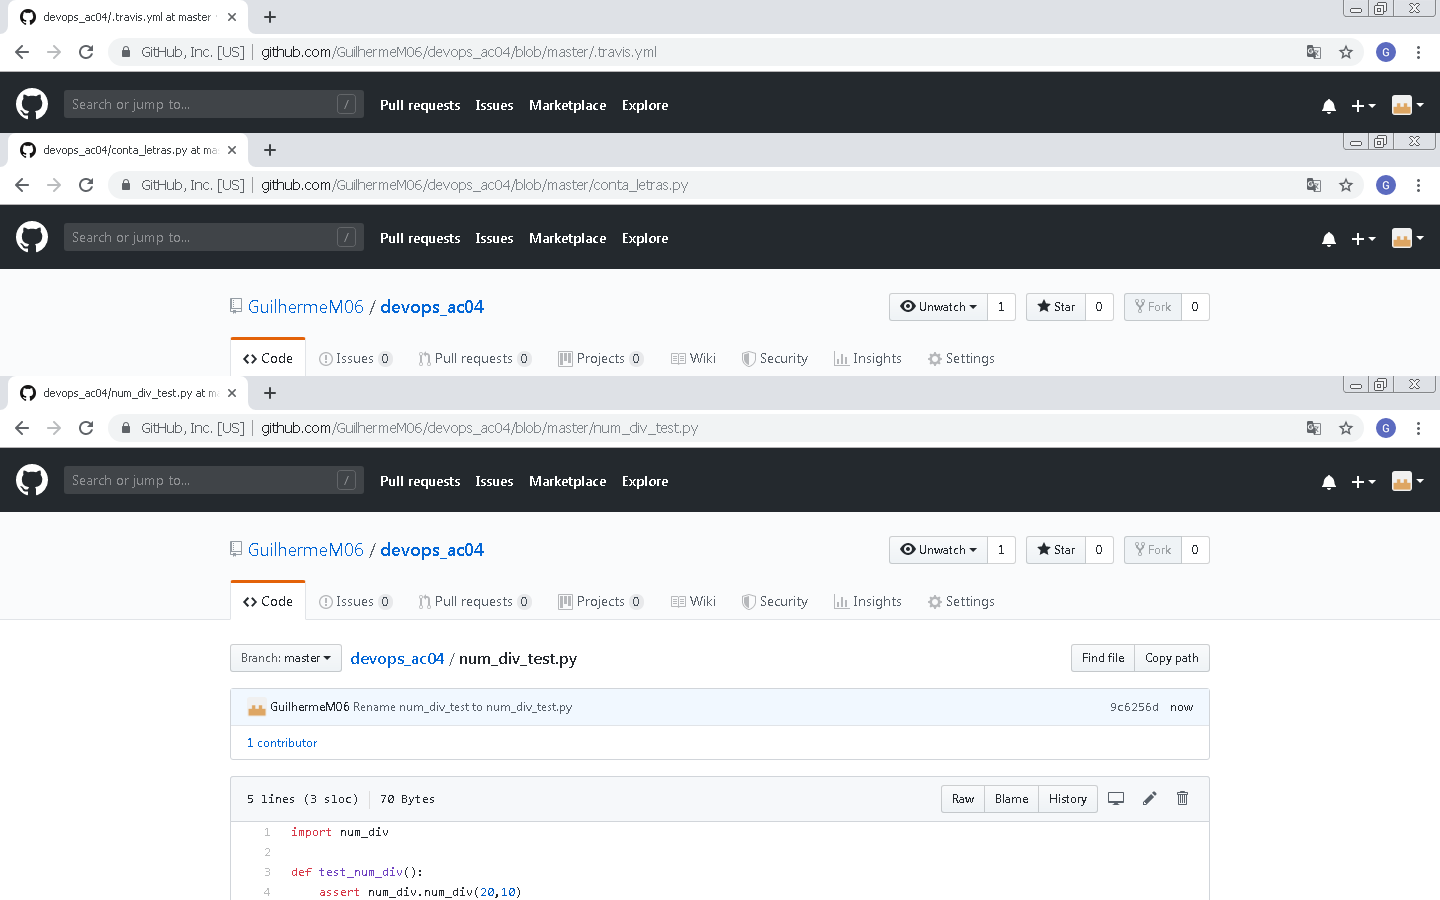 devops_ac04/.travis.yml at master
GitHub, Inc. [US] | github.com/GuilhermeM06/devops_ac04/blob/master/.travis.yml
G
Search or jump to... /
Pull requests Issues Marketplace Explore
devops_ac04/conta_letras.py at mas
GitHub, Inc. [US] | github.com/GuilhermeM06/devops_ac04/blob/master/conta_letras.py
G
Search or jump to... /
Pull requests Issues Marketplace Explore
GuilhermeM06 / devops_ac04
Unwatch 1 Star 0 Fork 0
Code Issues 0 Pull requests 0 Projects 0 Wiki Security Insights Settings
devops_ac04/num_div_test.py at m
GitHub, Inc. [US] | github.com/GuilhermeM06/devops_ac04/blob/master/num_div_test.py
G
Search or jump to... /
Pull requests Issues Marketplace Explore
GuilhermeM06 / devops_ac04
Unwatch 1 Star 0 Fork 0
Code Issues 0 Pull requests 0 Projects 0 Wiki Security Insights Settings
Branch: master devops_ac04 / num_div_test.py Find file Copy path
GuilhermeM06 Rename num_div_test to num_div_test.py 9c6256d now
1 contributor
5 lines (3 sloc) 70 Bytes Raw Blame History
1 import num_div
2
3 def test_num_div():
4 assert num_div.num_div(20,10)